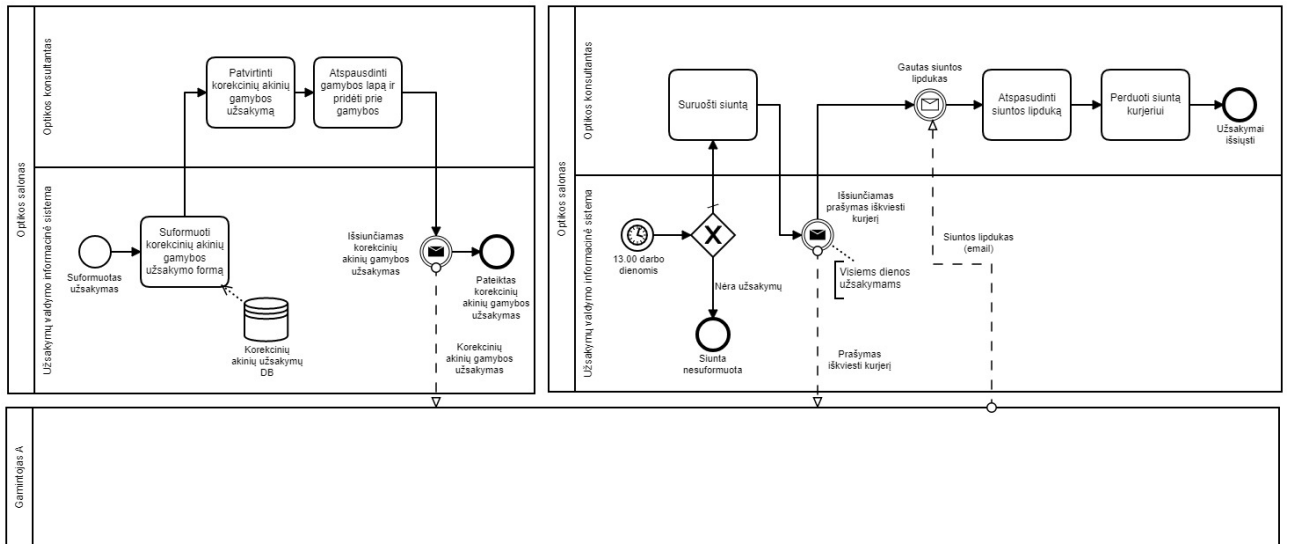 Optikos salonas
Optikos konsultantas
Užsakymų valdymo informacinė sistema
Patvirtinti
korekcinių akinių
gamybos
užsakymą
Atspausdinti
gamybos lapą ir
pridėti prie
gamybos
Suformuotas
užsakymas
Suformuoti
korekcinių akinių
gamybos
užsakymo formą
Korekcinių
akinių užsakymų
DB
Išsiunčiamas
korekcinių
akinių gamybos
užsakymas
Pateiktas
korekcinių
akinių gamybos
užsakymas
Korekcinių
akinių gamybos
užsakymas
Optikos salonas
Optikos konsultantas
Užsakymų valdymo informacinė sistema
Suruošti siuntą
Gautas siuntos
lipdukas
Atspasudinti
siuntos lipduką
Perduoti siuntą
kurjeriui
Užsakymai
išsiųsti
13.00 darbo
dienomis
Nėra užsakymų
Siunta
nesuformuota
Išsiunčiamas
prašymas iškviesti
kurjerį
Visiems dienos
užsakymams
Prašymas
iškviesti kurjerį
Siuntos lipdukas
(email)
Gamintojas A